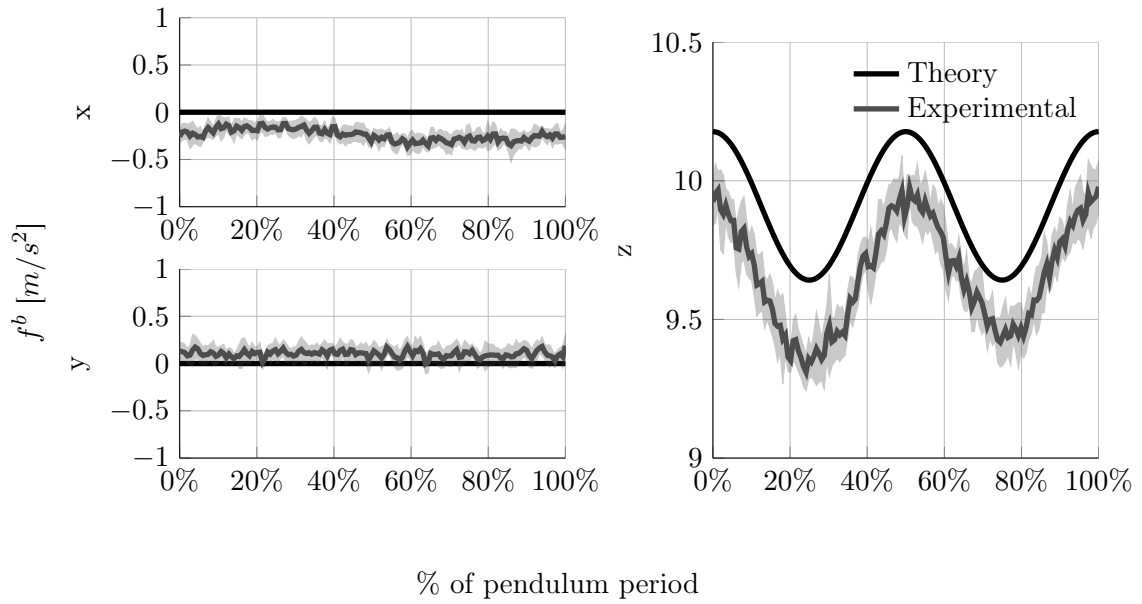 f^b [m/s^2]
x
1
0.5
0
−0.5
−1
0% 20% 40% 60% 80% 100%
y
1
0.5
0
−0.5
−1
0% 20% 40% 60% 80% 100%
z
10.5
10
9.5
9
0% 20% 40% 60% 80% 100%
Theory
Experimental
% of pendulum period